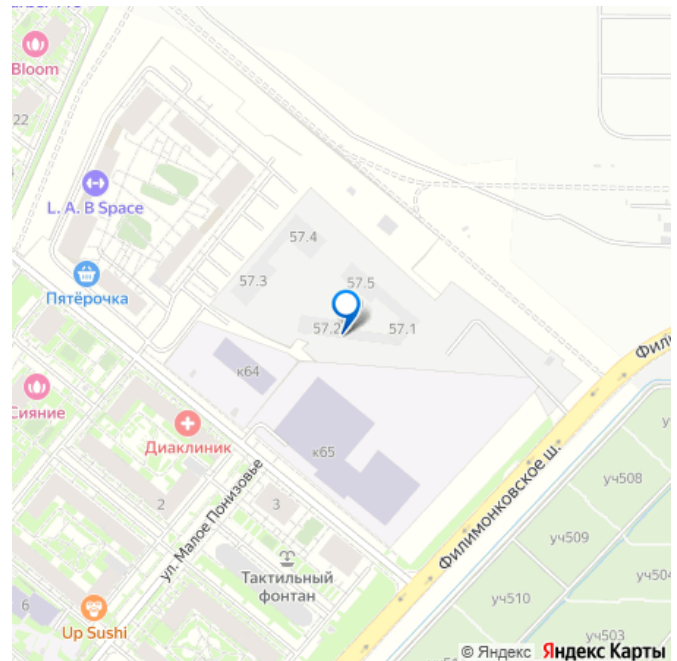 Bloom
22
L. A. B Space
57.4
57.3
57.5
Пятёрочка
57.2
57.1
к64
Сияние
Диаклиник
к65
уч508
2
3
ул. Малое Понизовье
Филимонковское ш.
уч509
Тактильный
фонтан
уч510
6
Up Sushi
уч503
© Яндекс Яндекс Карты